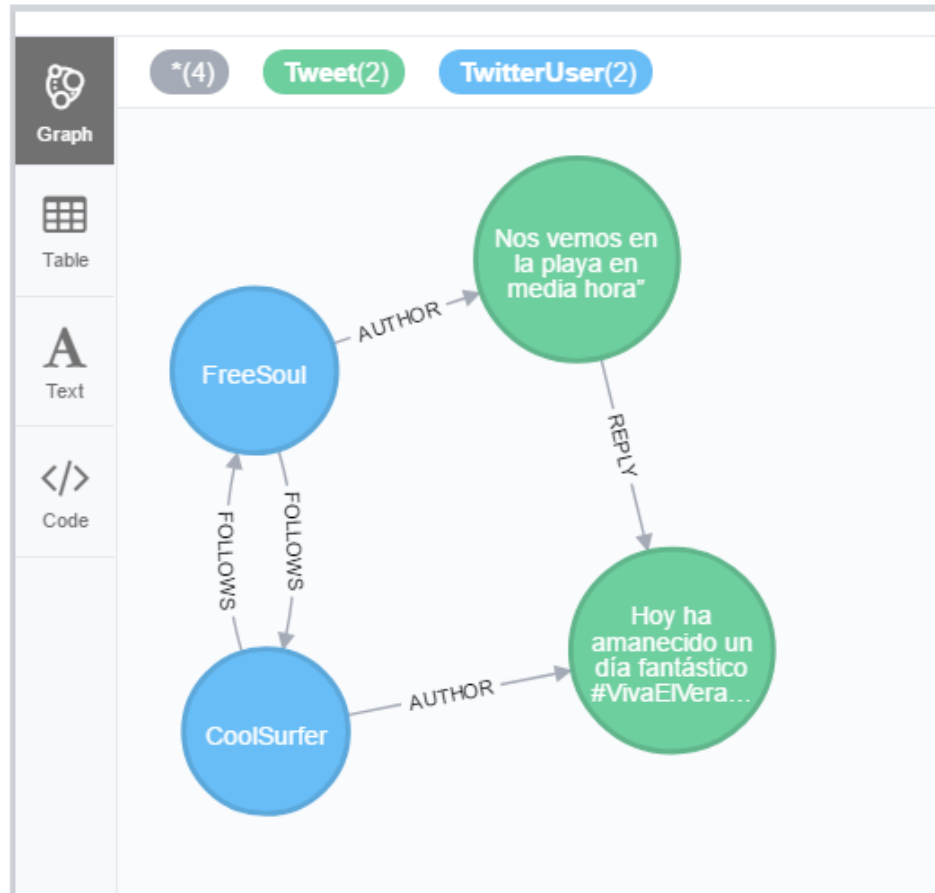 *(4) Tweet(2) TwitterUser(2)
Graph
Table
Text
Code
Nos vemos en
la playa en
media hora"
AUTHOR
FreeSoul
REPLY
FOLLOWS
FOLLOWS
Hoy ha
amanecido un
día fantástico
#VivaElVera...
AUTHOR
CoolSurfer